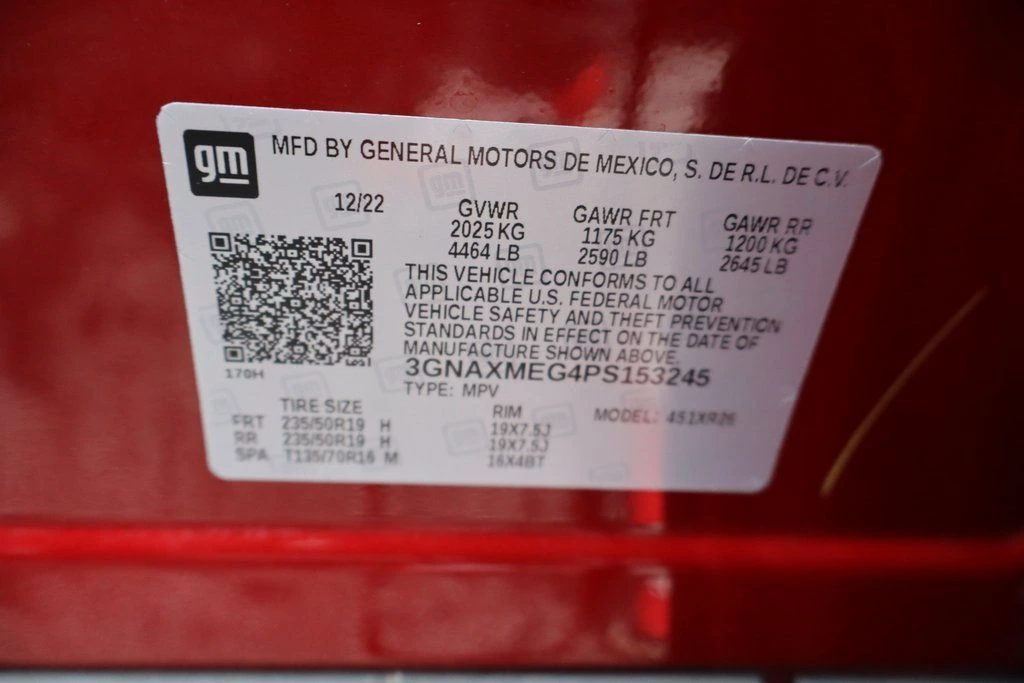 gm
MFD BY GENERAL MOTORS DE MEXICO, S. DE R.L. DE C.V.
12/22
GVWR GAWR FRT GAWR RR
2025 KG 1175 KG 1200 KG
4464 LB 2590 LB 2645 LB
THIS VEHICLE CONFORMS TO ALL
APPLICABLE U.S. FEDERAL MOTOR
VEHICLE SAFETY AND THEFT PREVENTION
STANDARDS IN EFFECT ON THE DATE OF
MANUFACTURE SHOWN ABOVE.
3GNAXMEG4PS153245
170H
TYPE: MPV
TIRE SIZE RIM MODEL: 451X926
FRT 235/50R19 H 19X7.5J
RR 235/50R19 H 19X7.5J
SPA T135/70R16 M 16X4BT